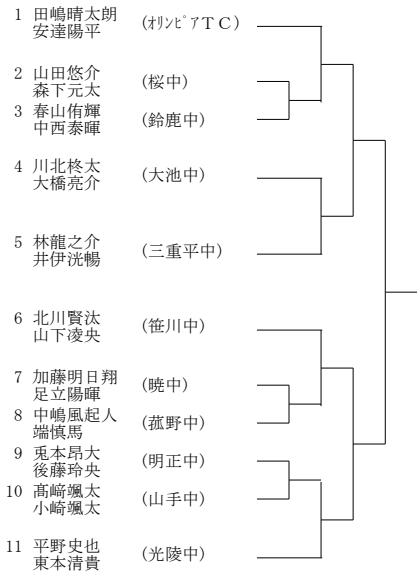 1 田嶋晴太朗 (ｵﾘﾝﾋﾟｱＴＣ)
安達陽平
2 山田悠介 (桜中)
森下元太
3 春山侑輝 (鈴鹿中)
中西泰暉
4 川北柊太 (大池中)
大橋亮介
5 林龍之介 (三重平中)
井伊洸暢
6 北川賢汰 (笹川中)
山下凌央
7 加藤明日翔 (暁中)
足立陽暉
8 中嶋風起人 (菰野中)
端慎馬
9 兎本昂大 (明正中)
後藤玲央
10 髙﨑颯太 (山手中)
小崎颯太
11 平野史也 (光陵中)
東本清貴